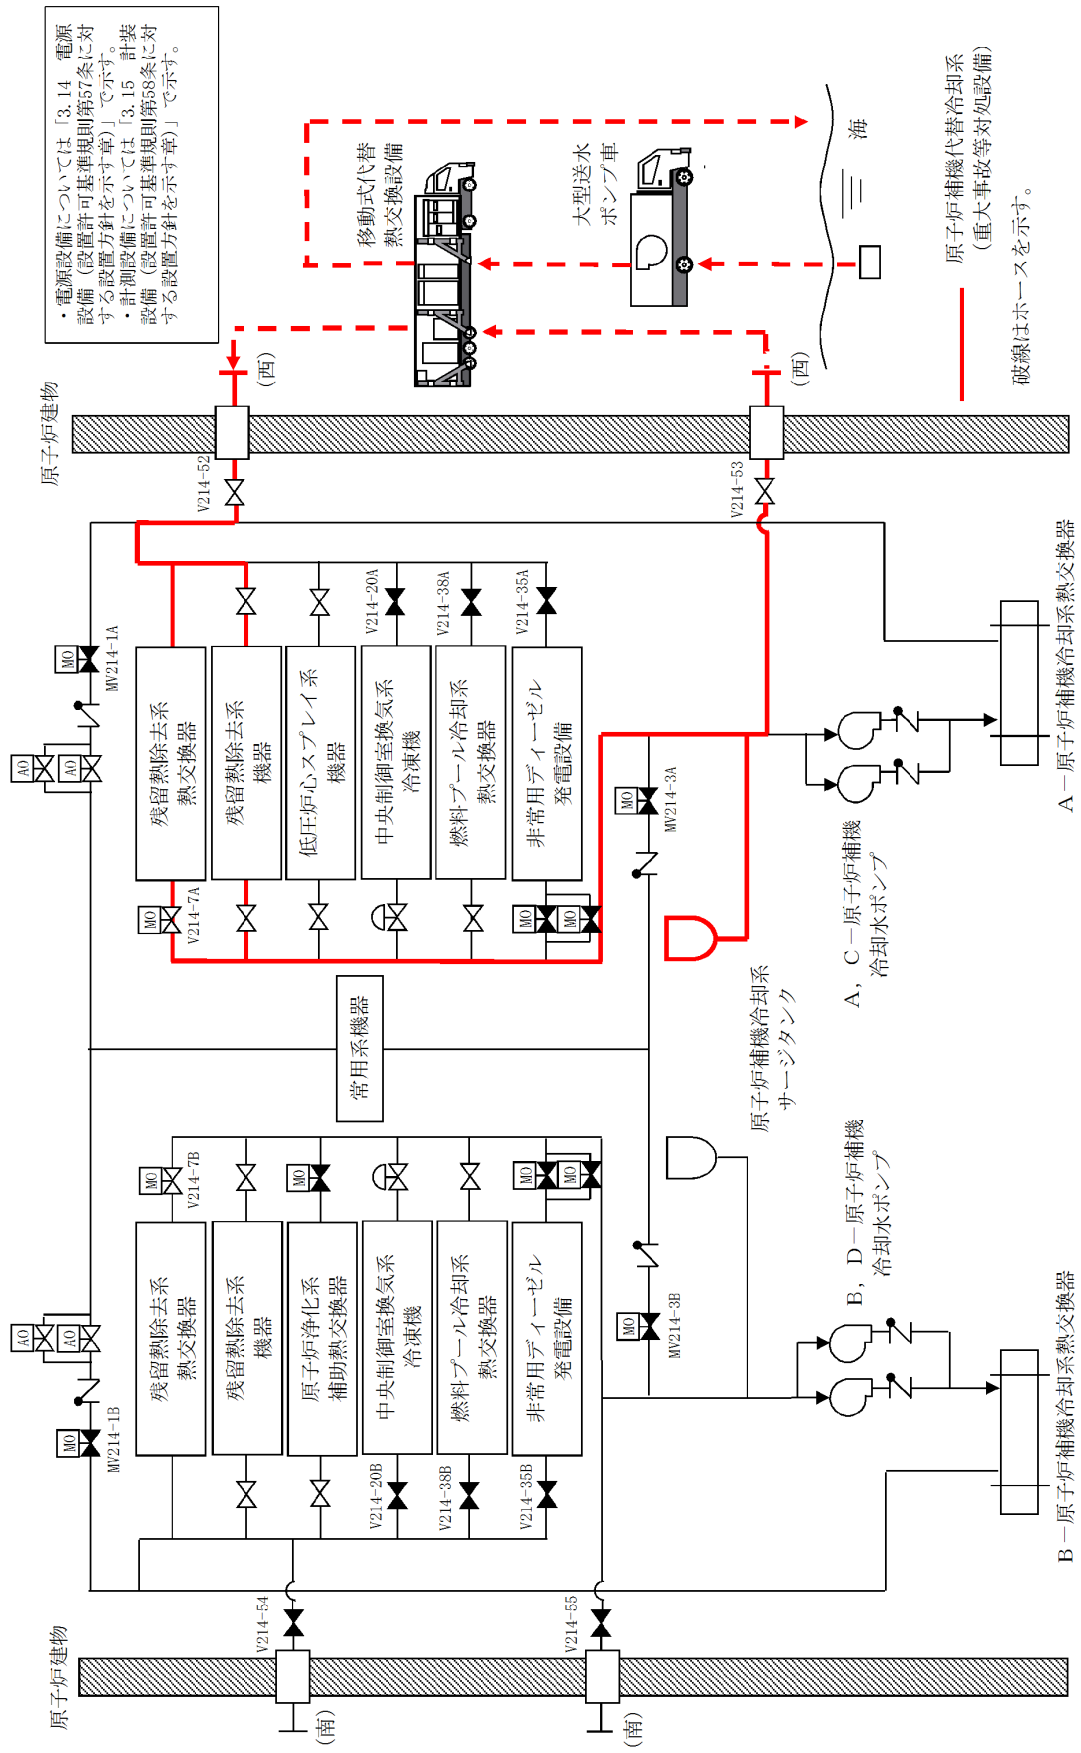 ・電源設備については「3.14　電源
設備（設置許可基準規則第57条に対
する設置方針を示す章）」で示す。
・計測設備については「3.15　計装
設備（設置許可基準規則第58条に対
する設置方針を示す章）」で示す。
原子炉建物
原子炉建物
移動式代替
熱交換設備
大型送水
ポンプ車
海
(西)
(西)
(南)
(南)
原子炉補機代替冷却系
(重大事故等対処設備)
破線はホースを示す。
V214-52
V214-53
V214-54
V214-55
AO
AO
MO
MV214-1B
AO
AO
MO
MV214-1A
残留熱除去系
熱交換器
残留熱除去系
機器
原子炉浄化系
補助熱交換器
中央制御室換気系
冷凍機
燃料プール冷却系
熱交換器
非常用ディーゼル
発電設備
MO
V214-7B
MO
MO
MO
V214-20B
V214-38B
V214-35B
常用系機器
残留熱除去系
熱交換器
残留熱除去系
機器
低圧炉心スプレイ系
機器
中央制御室換気系
冷凍機
燃料プール冷却系
熱交換器
非常用ディーゼル
発電設備
MO
V214-7A
MO
MO
V214-20A
V214-38A
V214-35A
MO
MV214-3B
MO
MV214-3A
原子炉補機冷却系
サージタンク
B，D－原子炉補機
冷却水ポンプ
A，C－原子炉補機
冷却水ポンプ
B－原子炉補機冷却系熱交換器
A－原子炉補機冷却系熱交換器